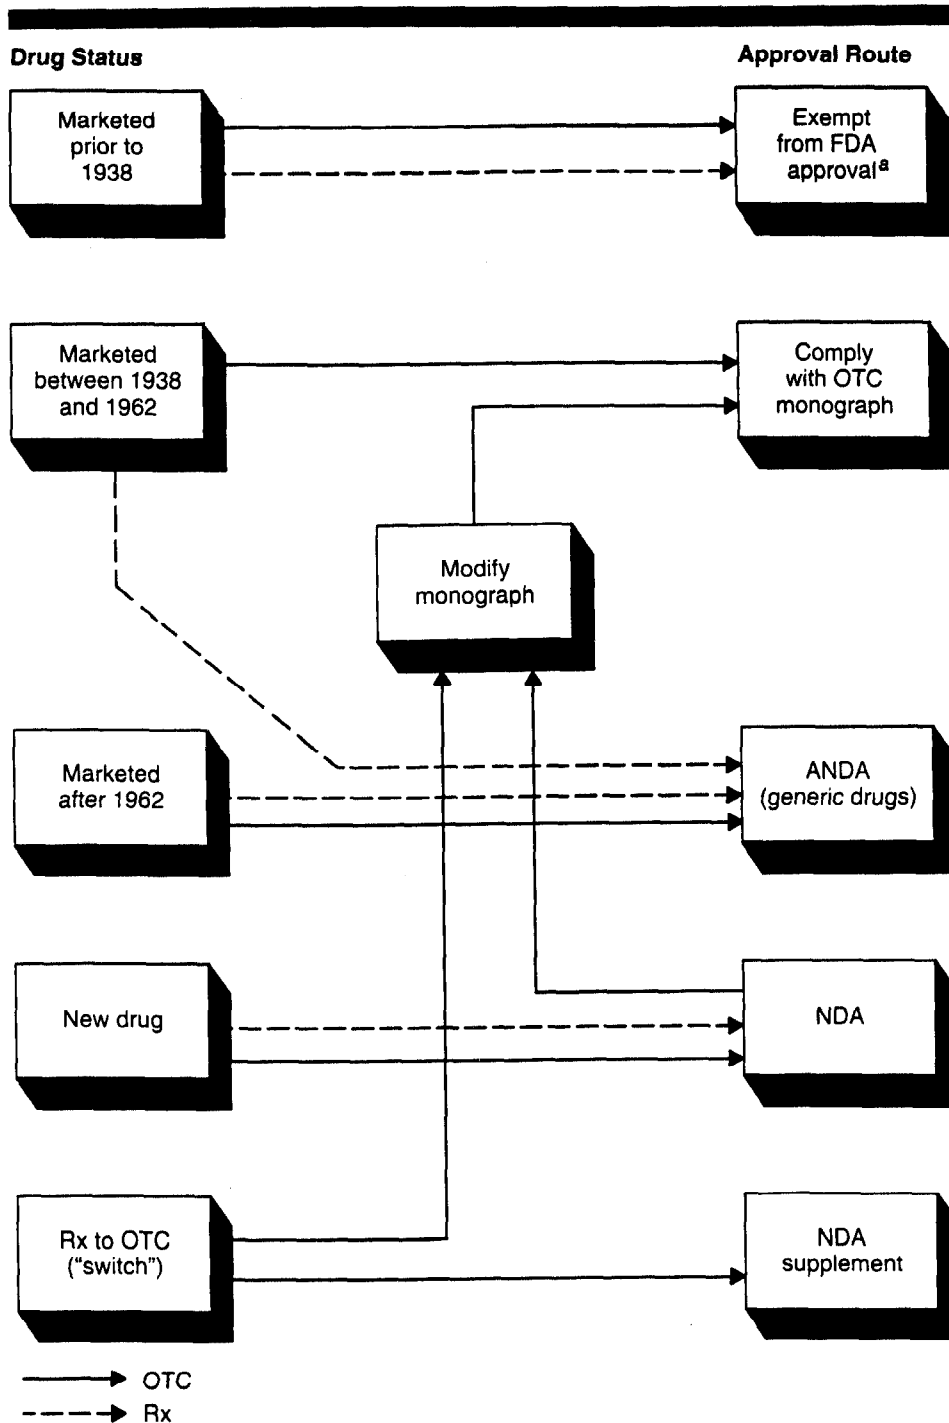 Drug Status
Approval Route
Marketed
prior to
1938
Exempt
from FDA
approvalᵃ
Marketed
between 1938
and 1962
Comply
with OTC
monograph
Modify
monograph
Marketed
after 1962
ANDA
(generic drugs)
New drug
NDA
Rx to OTC
("switch")
NDA
supplement
OTC
Rx